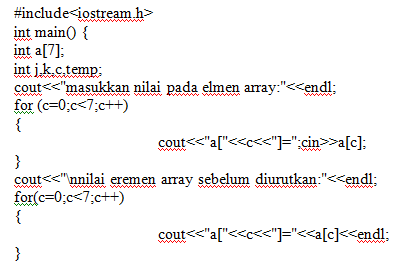 #include<iostream.h>
int main() {
int a[7];
int j,k,c,temp;
cout<<"masukkan nilai pada elmen array:"<<endl;
for (c=0;c<7;c++)
{
cout<<"a["<<c<<"]=";cin>>a[c];
}
cout<<"\nnilai eremen array sebelum diurutkan:"<<endl;
for(c=0;c<7;c++)
{
cout<<"a["<<c<<"]="<<a[c]<<endl;
}